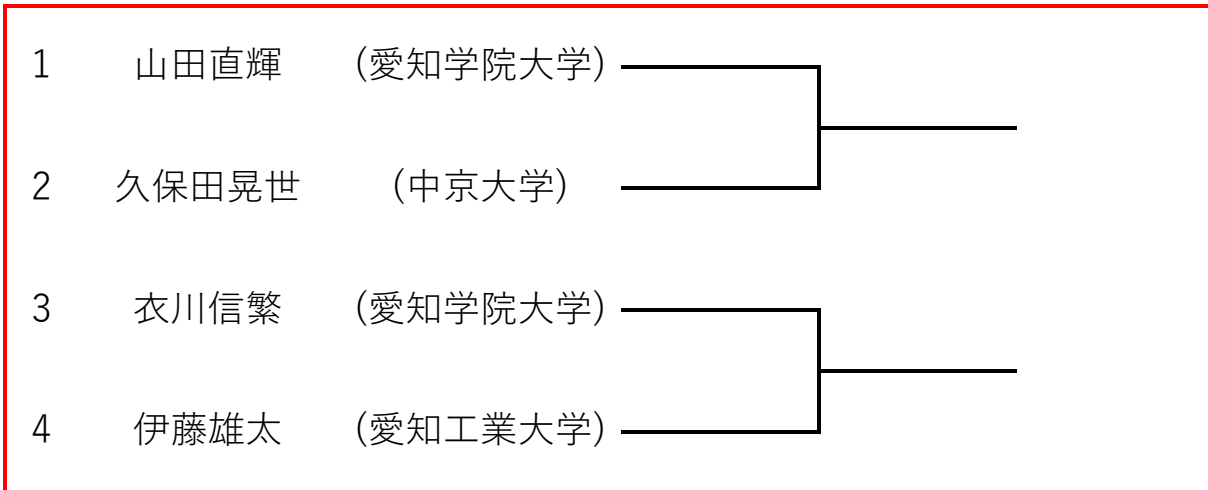 1 山田直輝 (愛知学院大学)
2 久保田晃世 (中京大学)
3 衣川信繁 (愛知学院大学)
4 伊藤雄太 (愛知工業大学)